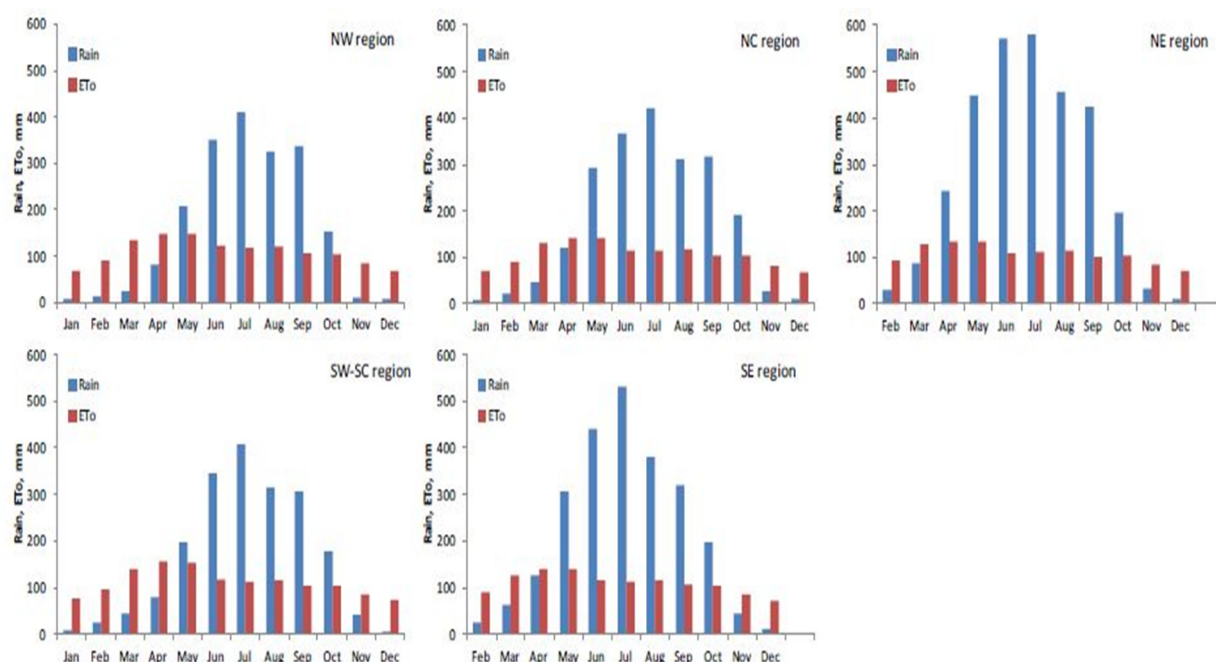 NW region
Rain
ETo
Rain, ETo, mm
600
500
400
300
200
100
0
Jan Feb Mar Apr May Jun Jul Aug Sep Oct Nov Dec
NC region
Rain
ETo
Rain, ETo, mm
600
500
400
300
200
100
0
Jan Feb Mar Apr May Jun Jul Aug Sep Oct Nov Dec
NE region
Rain
ETo
Rain, ETo, mm
600
500
400
300
200
100
0
Feb Mar Apr May Jun Jul Aug Sep Oct Nov Dec
SW-SC region
Rain
ETo
Rain, ETo, mm
600
500
400
300
200
100
0
Jan Feb Mar Apr May Jun Jul Aug Sep Oct Nov Dec
SE region
Rain
ETo
Rain, ETo, mm
600
500
400
300
200
100
0
Feb Mar Apr May Jun Jul Aug Sep Oct Nov Dec